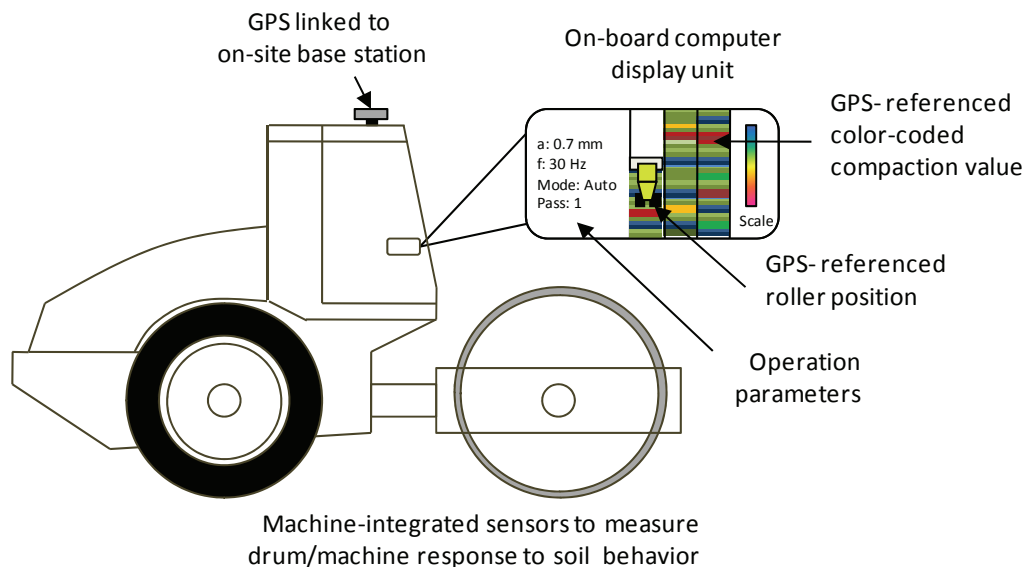 GPS linked to
on-site base station
On-board computer
display unit
GPS- referenced
color-coded
compaction value
a: 0.7 mm
f: 30 Hz
Mode: Auto
Pass: 1
Scale
GPS- referenced
roller position
Operation
parameters
Machine-integrated sensors to measure
drum/machine response to soil behavior